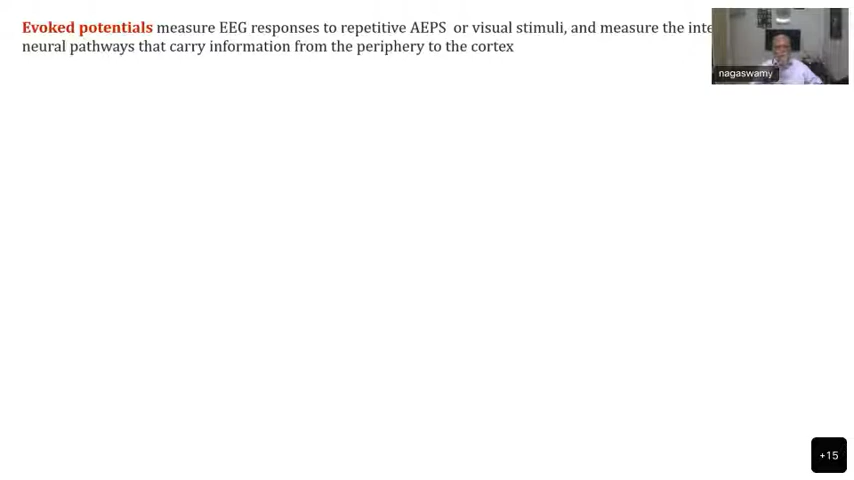 Evoked potentials measure EEG responses to repetitive AEPS or visual stimuli, and measure the
neural pathways that carry information from the periphery to the cortex
nagaswamy
+15